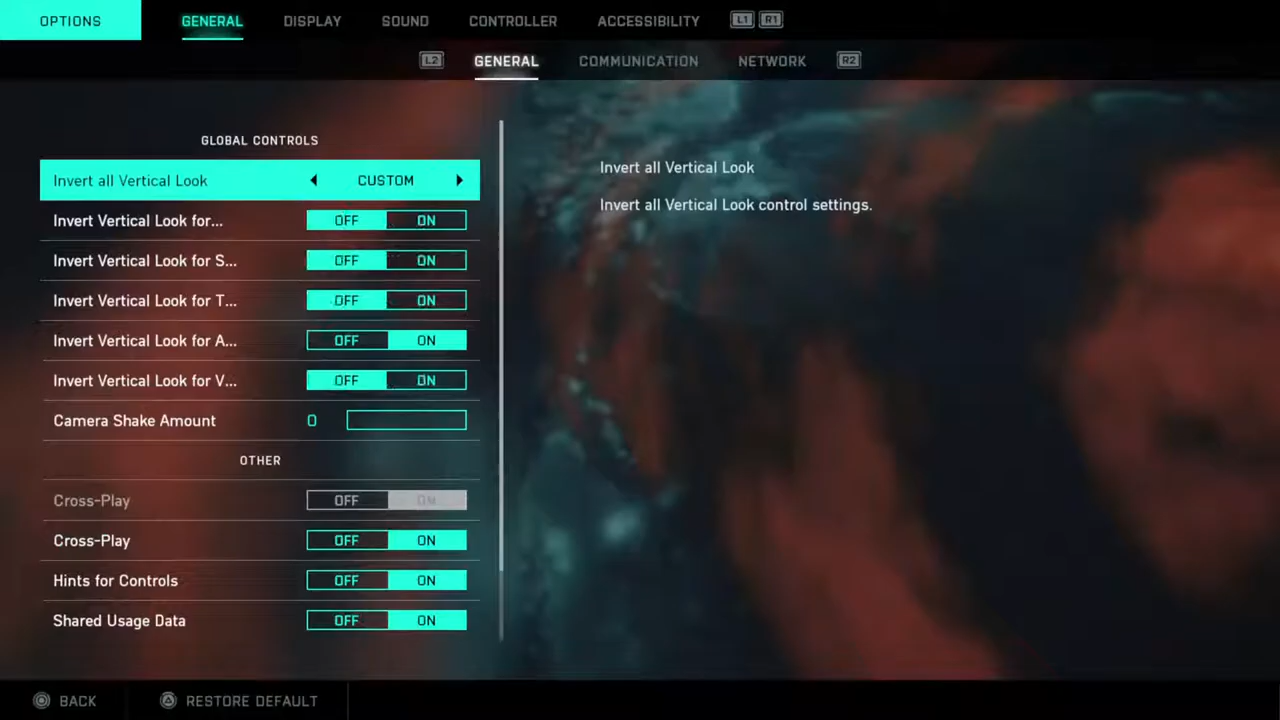 OPTIONS GENERAL DISPLAY SOUND CONTROLLER ACCESSIBILITY L1 R1
L2 GENERAL COMMUNICATION NETWORK R2
GLOBAL CONTROLS
Invert all Vertical Look CUSTOM
Invert Vertical Look for... OFF ON
Invert Vertical Look for S... OFF ON
Invert Vertical Look for T... OFF ON
Invert Vertical Look for A... OFF ON
Invert Vertical Look for V... OFF ON
Camera Shake Amount 0
OTHER
Cross-Play OFF ON
Cross-Play OFF ON
Hints for Controls OFF ON
Shared Usage Data OFF ON
Invert all Vertical Look
Invert all Vertical Look control settings.
BACK RESTORE DEFAULT